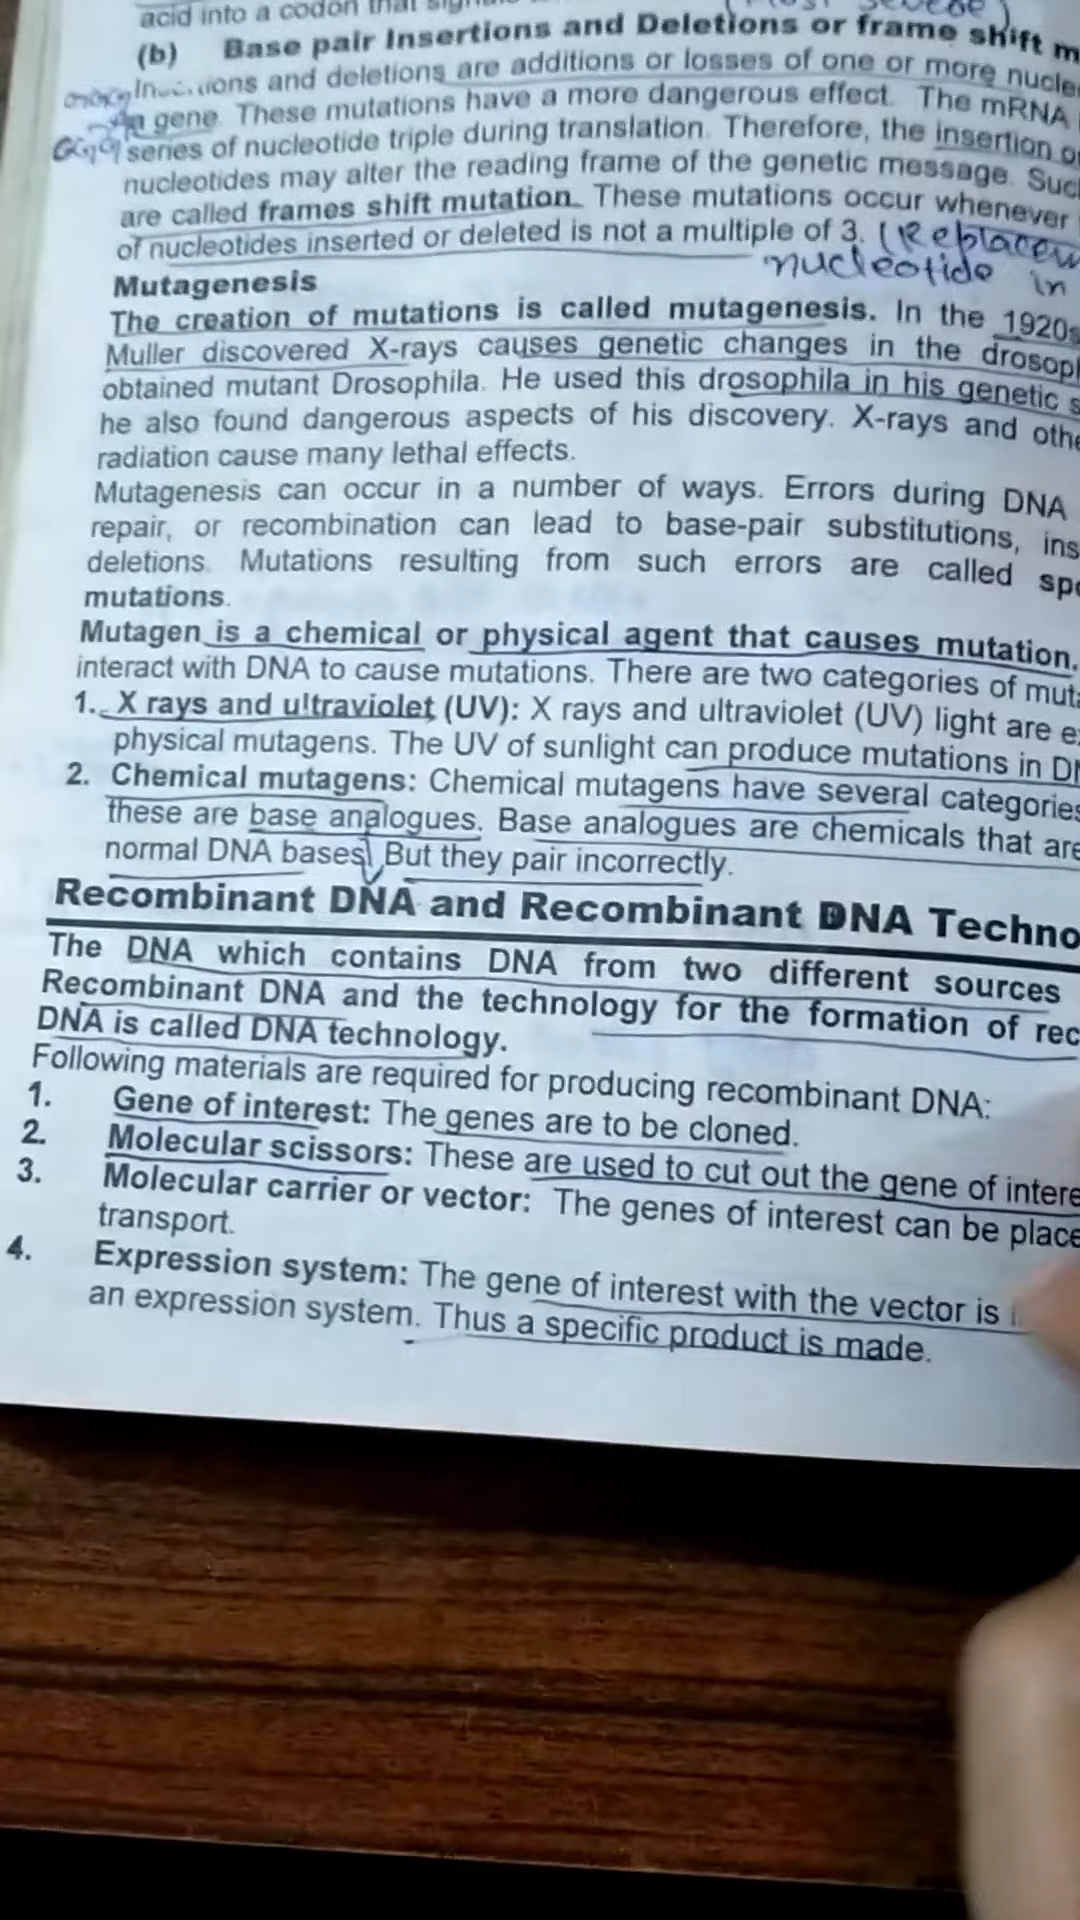 acid into a codon that
(b) Base pair Insertions and Deletions or frame shift
and deletions are additions or losses of one or more
gene. These mutations have a more dangerous effect. The mRNA
series of nucleotide triple during translation. Therefore, the insertion
nucleotides may alter the reading frame of the genetic message.
are called frames shift mutation. These mutations occur whenever
of nucleotides inserted or deleted is not a multiple of 3.
nucleotide in
Mutagenesis
The creation of mutations is called mutagenesis. In the 1920s
Muller discovered X-rays causes genetic changes in the
obtained mutant Drosophila. He used this drosophila in his genetic
he also found dangerous aspects of his discovery. X-rays and
radiation cause many lethal effects.
Mutagenesis can occur in a number of ways. Errors during DNA
repair, or recombination can lead to base-pair substitutions,
deletions. Mutations resulting from such errors are called
mutations.
Mutagen is a chemical or physical agent that causes mutation.
interact with DNA to cause mutations. There are two categories of
1. X rays and ultraviolet (UV): X rays and ultraviolet (UV) light are
physical mutagens. The UV of sunlight can produce mutations in
2. Chemical mutagens: Chemical mutagens have several categories
these are base analogues. Base analogues are chemicals that are
normal DNA bases But they pair incorrectly.
Recombinant DNA and Recombinant DNA Techno
The DNA which contains DNA from two different sources
Recombinant DNA and the technology for the formation of rec
DNA is called DNA technology.
Following materials are required for producing recombinant DNA:
1. Gene of interest: The genes are to be cloned.
2. Molecular scissors: These are used to cut out the gene of intere
3. Molecular carrier or vector: The genes of interest can be place
transport.
4. Expression system: The gene of interest with the vector is
an expression system. Thus a specific product is made.